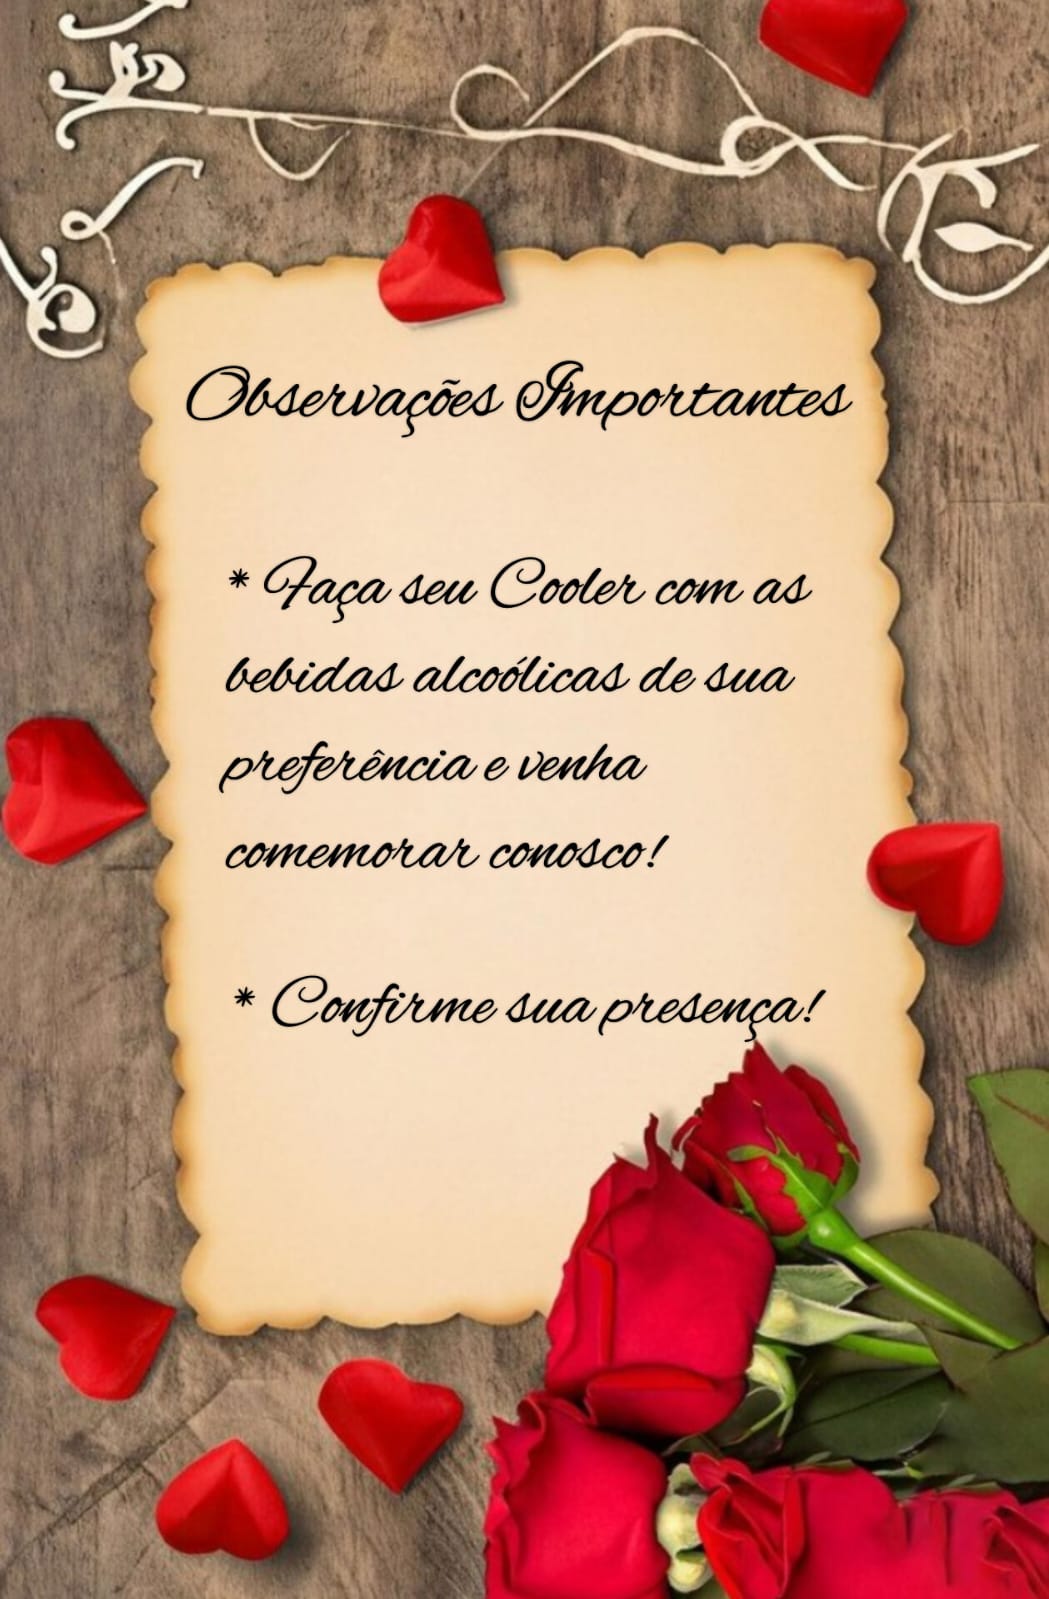 Observações Importantes
* Faça seu Cooler com as
bebidas alcoólicas de sua
preferência e venha
comemorar conosco!
* Confirme sua presença!